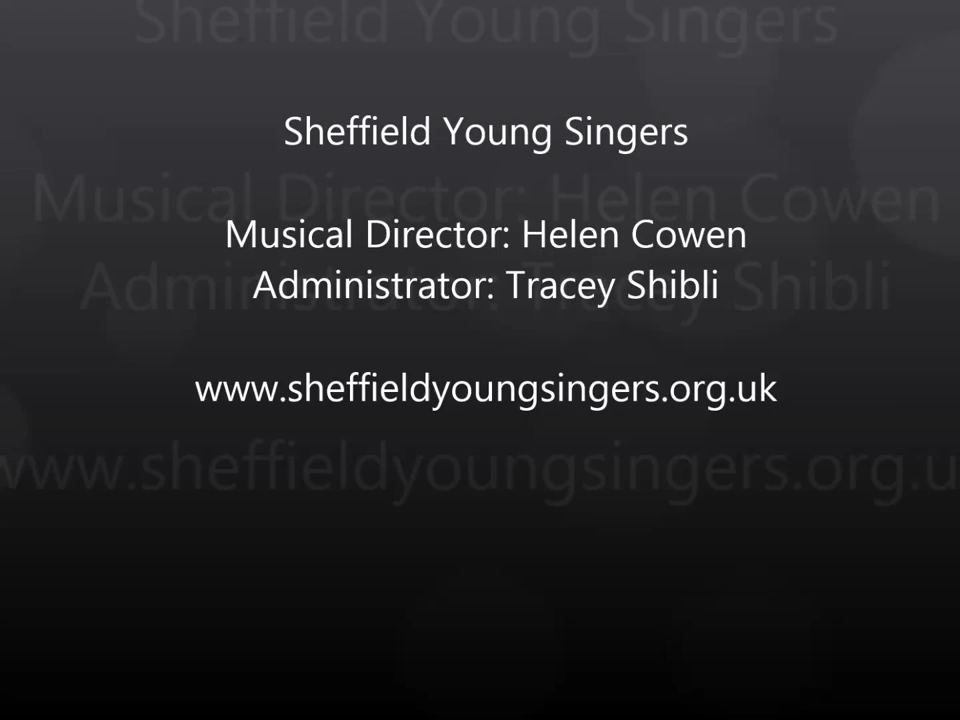 Sheffield Young Singers
Musical Director: Helen Cowen
Administrator: Tracey Shibli
www.sheffieldyoungsingers.org.uk